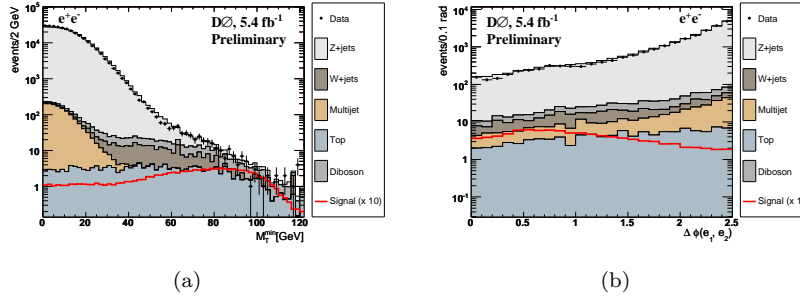 e⁺e⁻
DØ, 5.4 fb⁻¹
Preliminary
events/2 GeV
10⁵
10⁴
10³
10²
10
1
0 20 40 60 80 100 120
M_T^min [GeV]
Data
Z+jets
W+jets
Multijet
Top
Diboson
Signal (x 10)
(a)
DØ, 5.4 fb⁻¹
Preliminary
e⁺e⁻
events/0.1 rad
10³
10²
10
1
10⁻¹
0 0.5 1 1.5 2 2.5
Δ ϕ(e₁, e₂)
Data
Z+jets
W+jets
Multijet
Top
Diboson
Signal (x 1
(b)